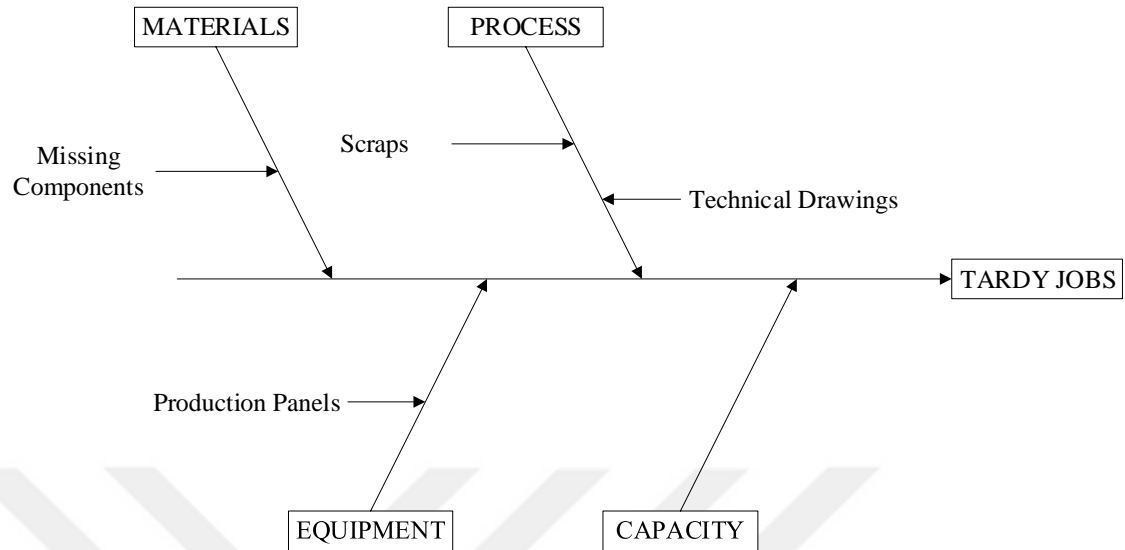 MATERIALS
PROCESS
Scraps
Missing
Components
Technical Drawings
TARDY JOBS
Production Panels
EQUIPMENT
CAPACITY